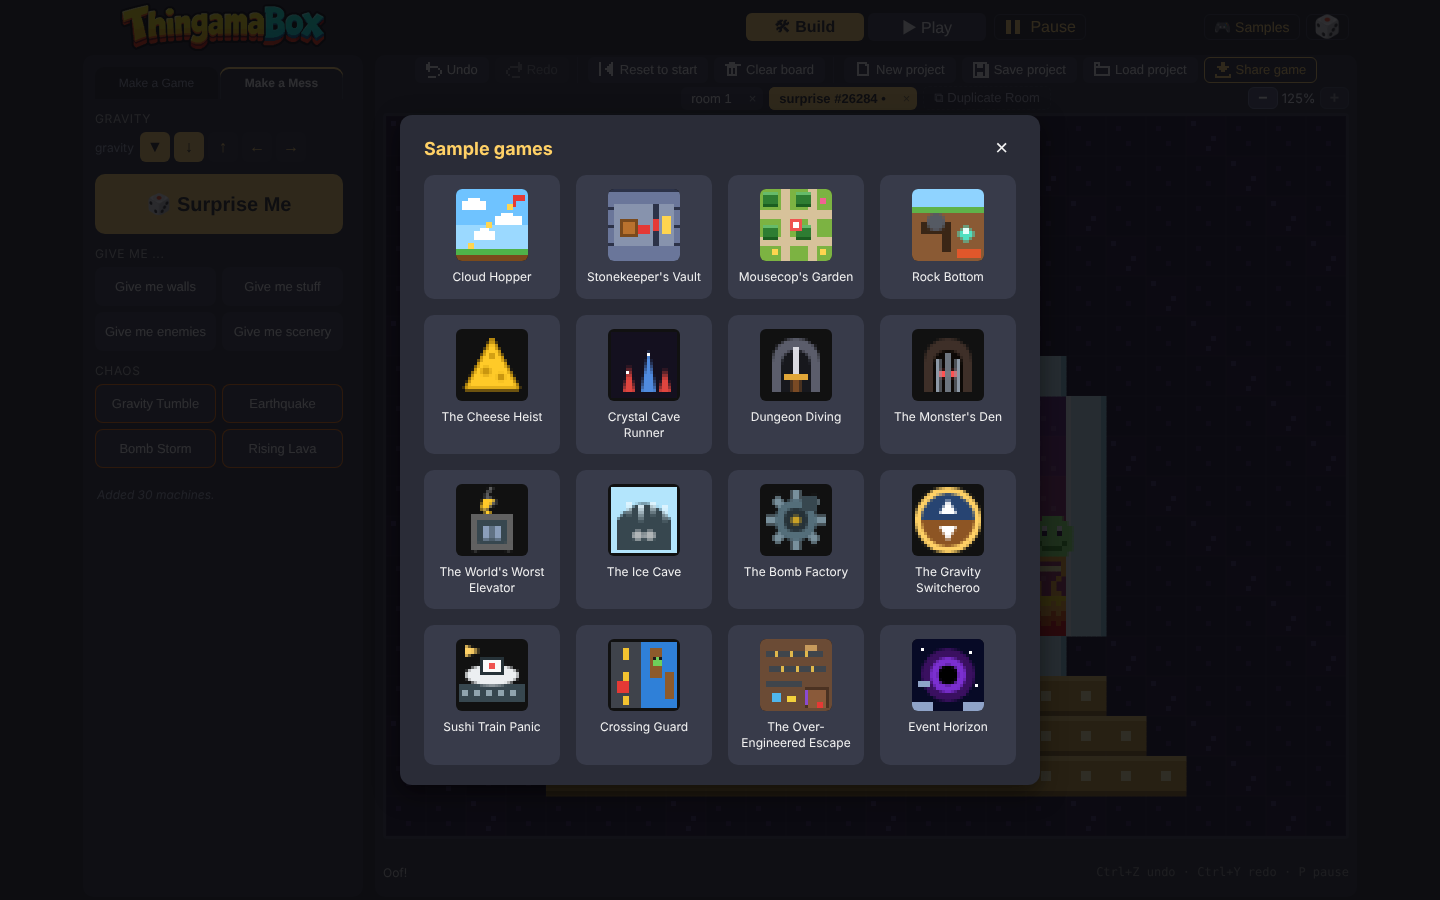 ThingamaBox
Build
Play
Pause
Samples
Make a Game
Make a Mess
Undo
Redo
Reset to start
Clear board
New project
Save project
Load project
Share game
room 1 ×
surprise #26284 • ×
Duplicate Room
− 125% +
GRAVITY
gravity ▼ ↓ ↑ ← →
Surprise Me
GIVE ME ...
Give me walls
Give me stuff
Give me enemies
Give me scenery
CHAOS
Gravity Tumble
Earthquake
Bomb Storm
Rising Lava
Added 30 machines.
Sample games
✕
Cloud Hopper
Stonekeeper's Vault
Mousecop's Garden
Rock Bottom
The Cheese Heist
Crystal Cave
Runner
Dungeon Diving
The Monster's Den
The World's Worst
Elevator
The Ice Cave
The Bomb Factory
The Gravity
Switcheroo
Sushi Train Panic
Crossing Guard
The Over-
Engineered Escape
Event Horizon
Oof!
Ctrl+Z undo · Ctrl+Y redo · P pause